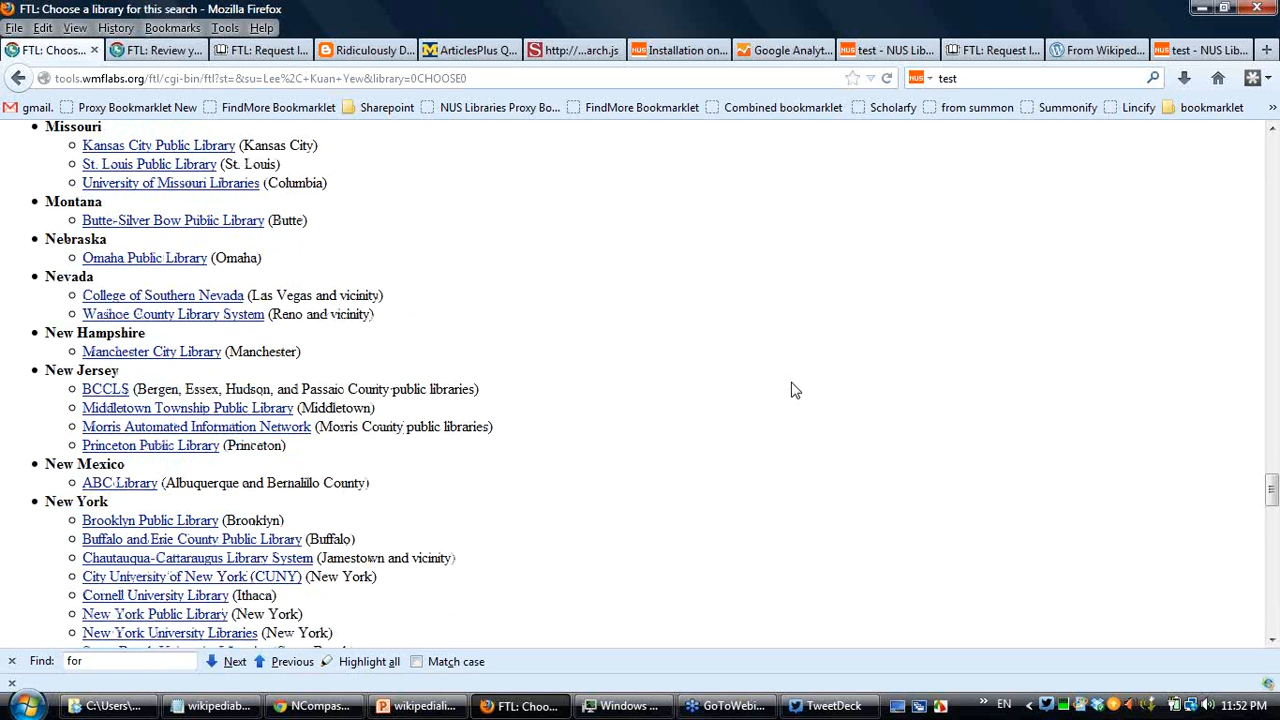 FTL: Choose a library for this search - Mozilla Firefox
File Edit View History Bookmarks Tools Help
FTL: Choos... × FTL: Review y... FTL: Request I... Ridiculously D... ArticlesPlus Q... http://...arch.js Installation on... Google Analyt... test - NUS Lib... FTL: Request I... From Wikiped... test - NUS Lib...
tools.wmflabs.org/ftl/cgi-bin/ftl?st=&su=Lee%2C+Kuan+Yew&library=0CHOOSE0 test
gmail. Proxy Bookmarklet New FindMore Bookmarklet Sharepoint NUS Libraries Proxy Boo... FindMore Bookmarklet Combined bookmarklet Scholarfy from summon Summonify Lincify bookmarklet »
• Missouri
Kansas City Public Library (Kansas City)
St. Louis Public Library (St. Louis)
University of Missouri Libraries (Columbia)
• Montana
Butte-Silver Bow Public Library (Butte)
• Nebraska
Omaha Public Library (Omaha)
• Nevada
College of Southern Nevada (Las Vegas and vicinity)
Washoe County Library System (Reno and vicinity)
• New Hampshire
Manchester City Library (Manchester)
• New Jersey
BCCLS (Bergen, Essex, Hudson, and Passaic County public libraries)
Middletown Township Public Library (Middletown)
Morris Automated Information Network (Morris County public libraries)
Princeton Public Library (Princeton)
• New Mexico
ABC Library (Albuquerque and Bernalillo County)
• New York
Brooklyn Public Library (Brooklyn)
Buffalo and Erie County Public Library (Buffalo)
Chautauqua-Cattaraugus Library System (Jamestown and vicinity)
City University of New York (CUNY) (New York)
Cornell University Library (Ithaca)
New York Public Library (New York)
New York University Libraries (New York)
× Find: for Next Previous Highlight all Match case
×
C:\Users\... wikipediab... NCompas... wikipediali... FTL: Choo... Windows ... GoToWebi... TweetDeck » EN 11:52 PM